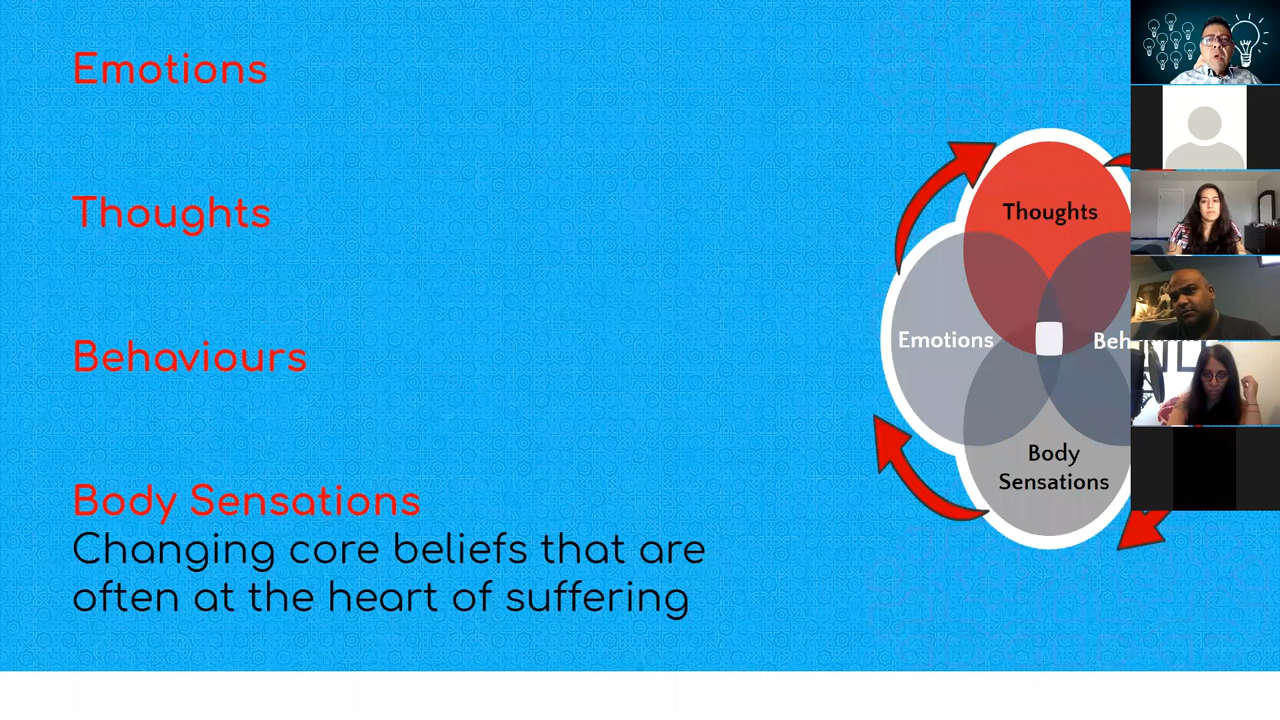 Emotions
Thoughts
Behaviours
Body Sensations
Changing core beliefs that are
often at the heart of suffering
Thoughts
Emotions
Body
Sensations